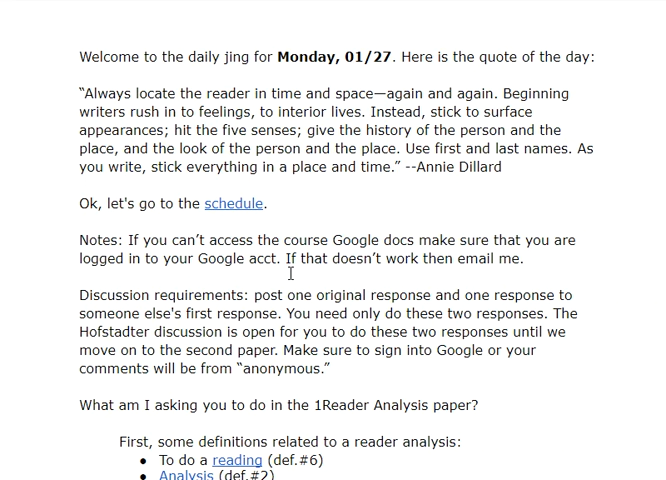 Welcome to the daily jing for Monday, 01/27. Here is the quote of the day:
“Always locate the reader in time and space—again and again. Beginning
writers rush in to feelings, to interior lives. Instead, stick to surface
appearances; hit the five senses; give the history of the person and the
place, and the look of the person and the place. Use first and last names. As
you write, stick everything in a place and time.” --Annie Dillard
Ok, let's go to the schedule.
Notes: If you can’t access the course Google docs make sure that you are
logged in to your Google acct. If that doesn’t work then email me.
Discussion requirements: post one original response and one response to
someone else's first response. You need only do these two responses. The
Hofstadter discussion is open for you to do these two responses until we
move on to the second paper. Make sure to sign into Google or your
comments will be from “anonymous.”
What am I asking you to do in the 1Reader Analysis paper?
First, some definitions related to a reader analysis:
● To do a reading (def.#6)
● Analysis (def.#2)